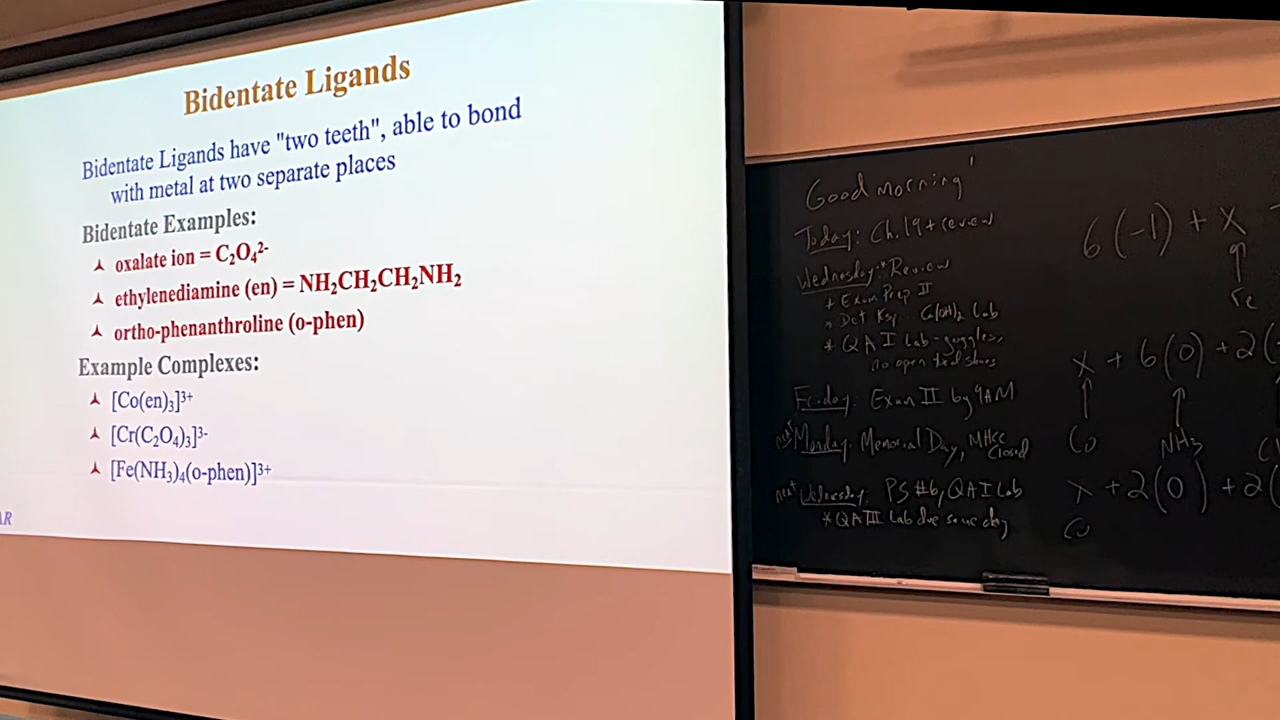 Bidentate Ligands
Bidentate Ligands have "two teeth", able to bond
with metal at two separate places
Bidentate Examples:
oxalate ion = C₂O₄²⁻
ethylenediamine (en) = NH₂CH₂CH₂NH₂
ortho-phenanthroline (o-phen)
Example Complexes:
[Co(en)₃]³⁺
[Cr(C₂O₄)₃]³⁻
[Fe(NH₃)₄(o-phen)]³⁺
AR
Good morning!
Today: Ch. 19 + review
Wednesday: * Review
+ Exam Prep II
* Det Ksp Ca(OH)₂ Lab
* QA I Lab - goggles,
no open toed shoes
Friday: Exam II by 9AM
next Monday: Memorial Day, MHCC
Closed
next Wednesday: PS #6, QA I Lab
* QA III Lab due same day
6(-1) + x
↑
Fe
x + 6(0) + 2(
↑ ↑
Co NH₃ Cl
x + 2(0) + 2(
Co